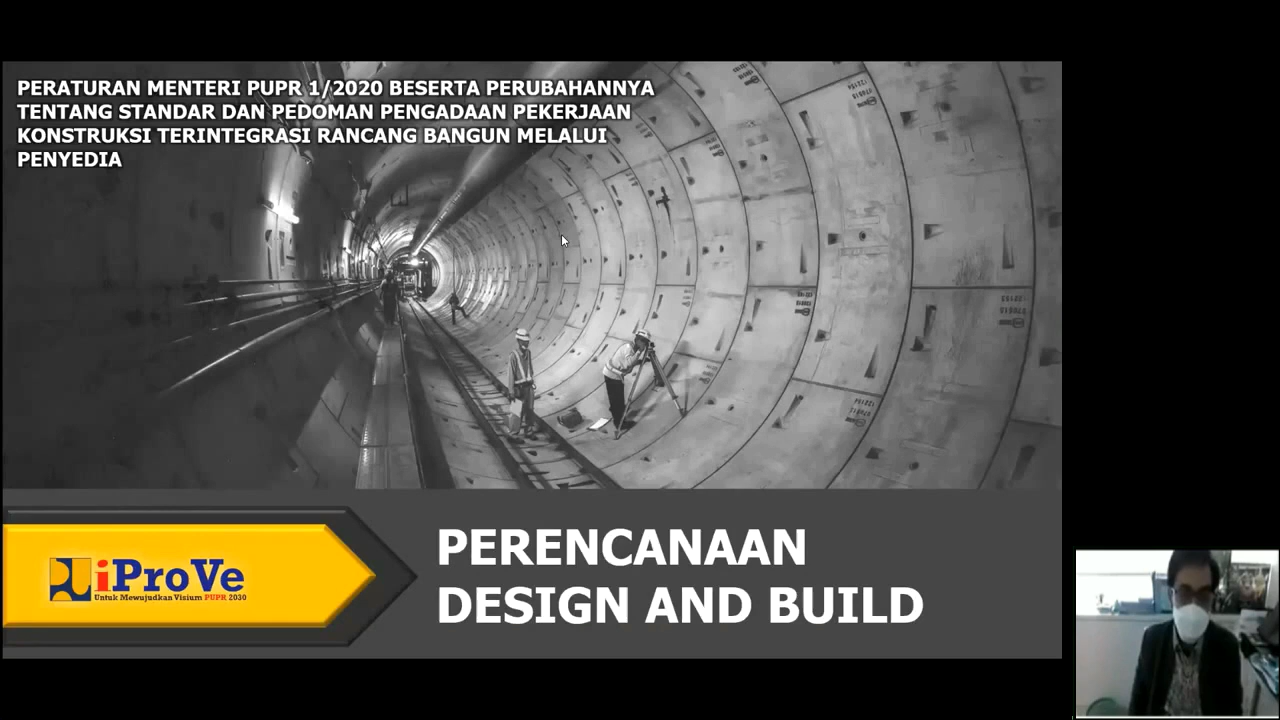 PERATURAN MENTERI PUPR 1/2020 BESERTA PERUBAHANNYA
TENTANG STANDAR DAN PEDOMAN PENGADAAN PEKERJAAN
KONSTRUKSI TERINTEGRASI RANCANG BANGUN MELALUI
PENYEDIA
iProVe
Untuk Mewujudkan Visium PUPR 2030
PERENCANAAN
DESIGN AND BUILD